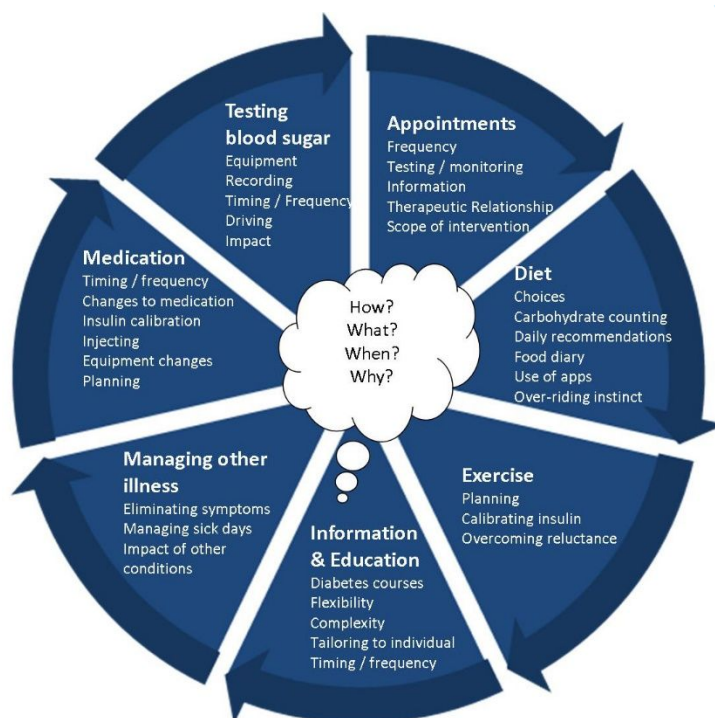 Testing
blood sugar
Equipment
Recording
Timing / Frequency
Driving
Impact
Appointments
Frequency
Testing / monitoring
Information
Therapeutic Relationship
Scope of intervention
Diet
Choices
Carbohydrate counting
Daily recommendations
Food diary
Use of apps
Over-riding instinct
Exercise
Planning
Calibrating insulin
Overcoming reluctance
Information
& Education
Diabetes courses
Flexibility
Complexity
Tailoring to individual
Timing / frequency
Managing other
illness
Eliminating symptoms
Managing sick days
Impact of other
conditions
Medication
Timing / frequency
Changes to medication
Insulin calibration
Injecting
Equipment changes
Planning
How?
What?
When?
Why?